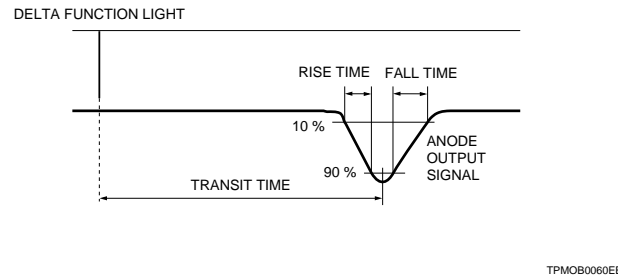 DELTA FUNCTION LIGHT
RISE TIME
FALL TIME
10 %
ANODE
OUTPUT
SIGNAL
90 %
TRANSIT TIME